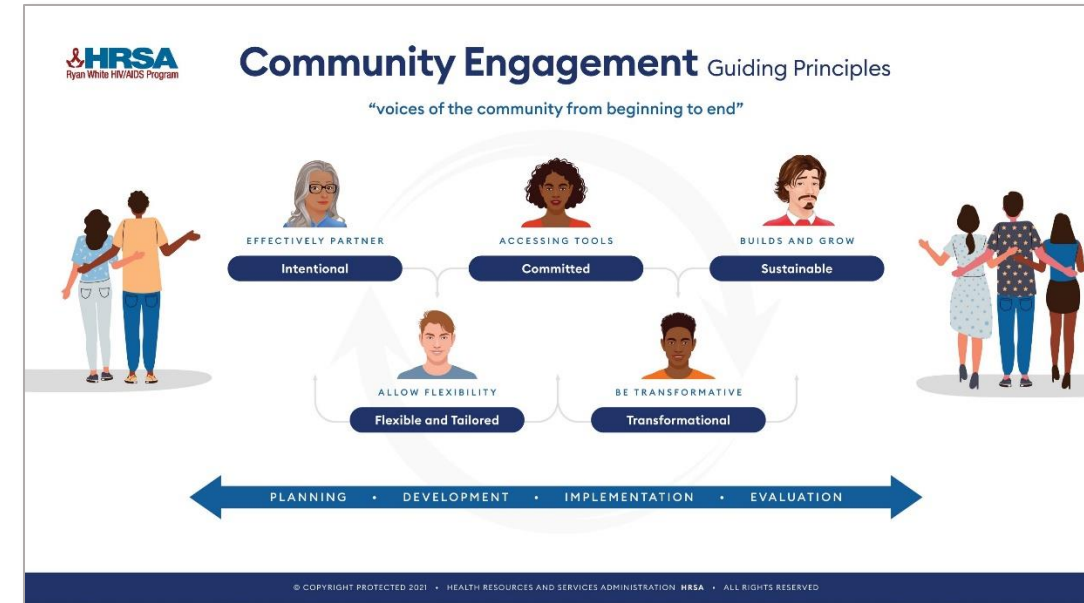 HRSA
Ryan White HIV/AIDS Program
Community Engagement Guiding Principles
“voices of the community from beginning to end”
EFFECTIVELY PARTNER
Intentional
ACCESSING TOOLS
Committed
BUILDS AND GROW
Sustainable
ALLOW FLEXIBILITY
Flexible and Tailored
BE TRANSFORMATIVE
Transformational
PLANNING • DEVELOPMENT • IMPLEMENTATION • EVALUATION
© COPYRIGHT PROTECTED 2021 • HEALTH RESOURCES AND SERVICES ADMINISTRATION HRSA • ALL RIGHTS RESERVED